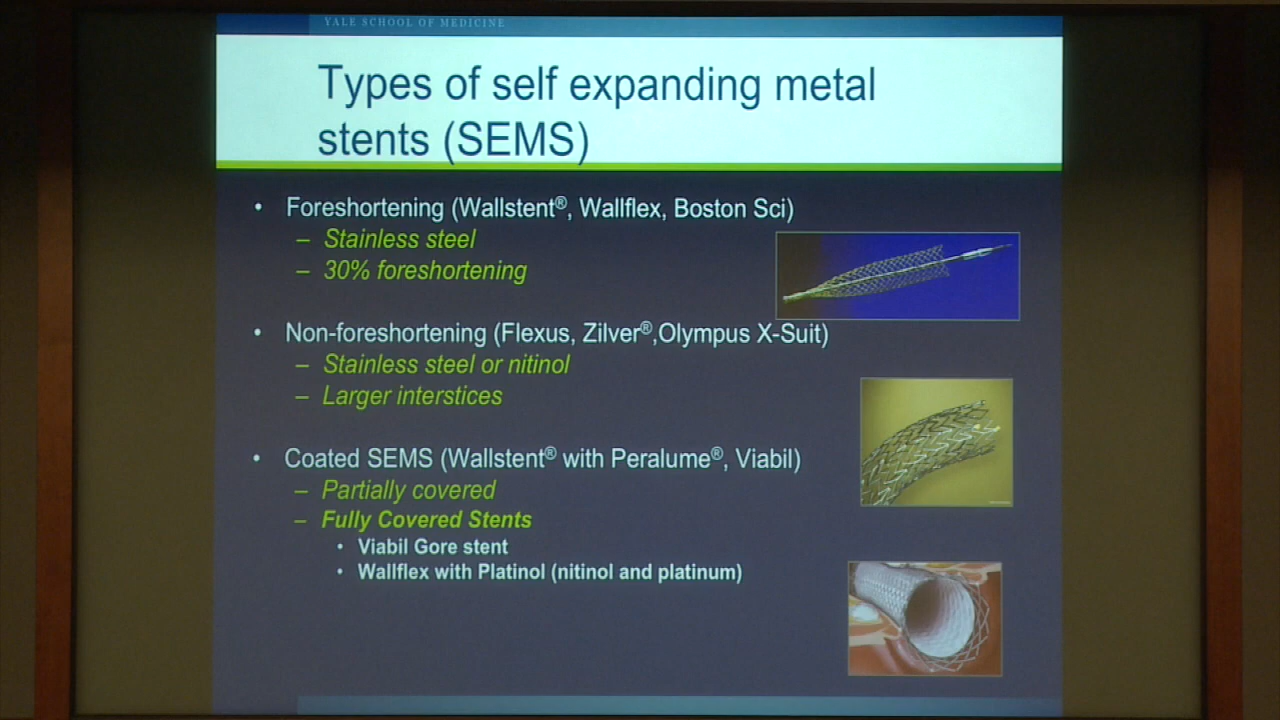 YALE SCHOOL OF MEDICINE
Types of self expanding metal
stents (SEMS)
• Foreshortening (Wallstent®, Wallflex, Boston Sci)
– Stainless steel
– 30% foreshortening
• Non-foreshortening (Flexus, Zilver®,Olympus X-Suit)
– Stainless steel or nitinol
– Larger interstices
• Coated SEMS (Wallstent® with Peralume®, Viabil)
– Partially covered
– Fully Covered Stents
• Viabil Gore stent
• Wallflex with Platinol (nitinol and platinum)